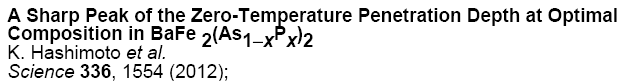 A Sharp Peak of the Zero-Temperature Penetration Depth at Optimal
Composition in BaFe 2(As1–xPx)2
K. Hashimoto et al.
Science 336, 1554 (2012);